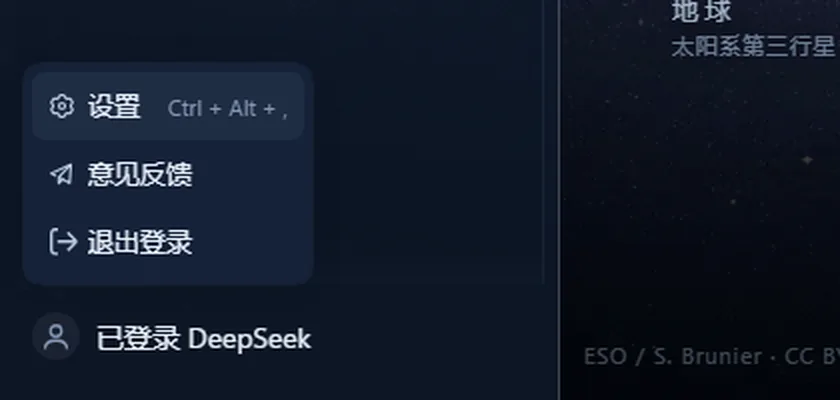 地球
太阳系第三行星
设置 Ctrl + Alt + ,
意见反馈
退出登录
已登录 DeepSeek
ESO / S. Brunier · CC BY